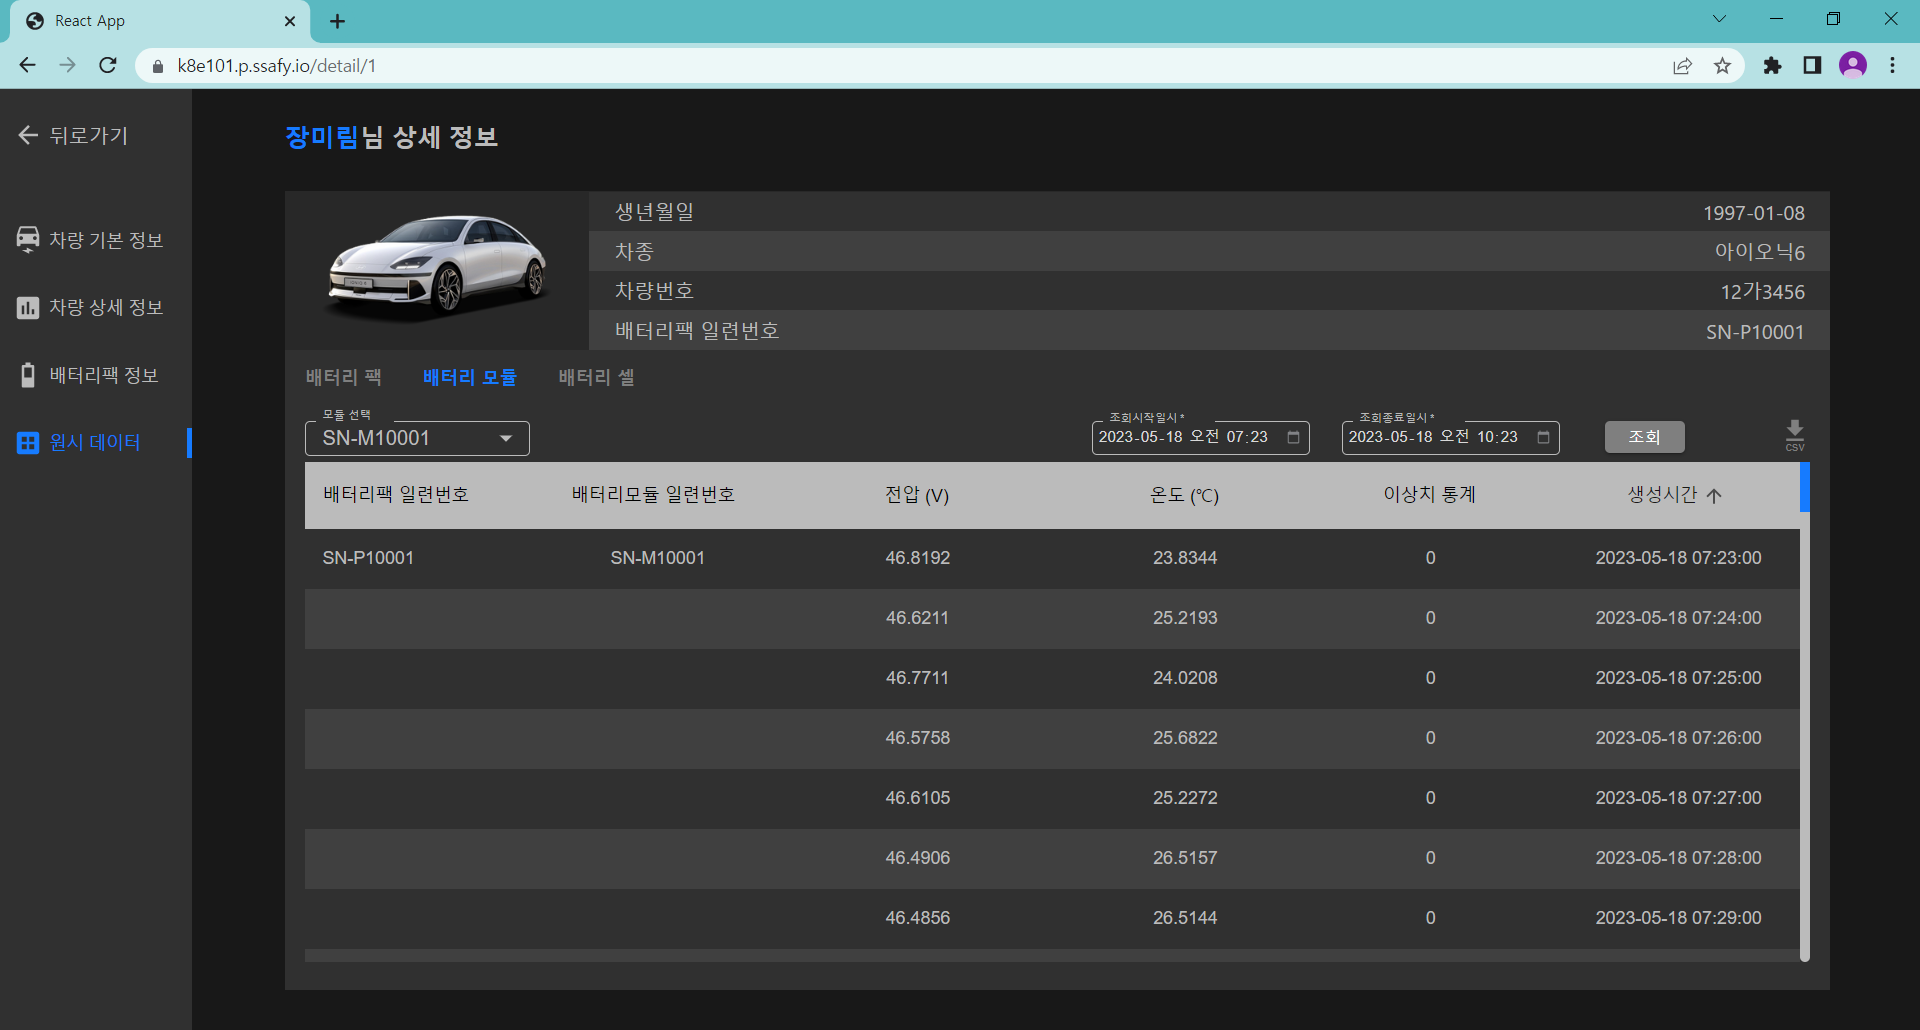 React App
k8e101.p.ssafy.io/detail/1
뒤로가기
차량 기본 정보
차량 상세 정보
배터리팩 정보
원시 데이터
장미림님 상세 정보
생년월일 1997-01-08
차종 아이오닉6
차량번호 12가3456
배터리팩 일련번호 SN-P10001
배터리 팩 배터리 모듈 배터리 셀
모듈 선택
SN-M10001
조회시작일시 *
2023-05-18 오전 07:23
조회종료일시 *
2023-05-18 오전 10:23
조회
CSV
배터리팩 일련번호 배터리모듈 일련번호 전압 (V) 온도 (℃) 이상치 통계 생성시간
SN-P10001 SN-M10001 46.8192 23.8344 0 2023-05-18 07:23:00
46.6211 25.2193 0 2023-05-18 07:24:00
46.7711 24.0208 0 2023-05-18 07:25:00
46.5758 25.6822 0 2023-05-18 07:26:00
46.6105 25.2272 0 2023-05-18 07:27:00
46.4906 26.5157 0 2023-05-18 07:28:00
46.4856 26.5144 0 2023-05-18 07:29:00